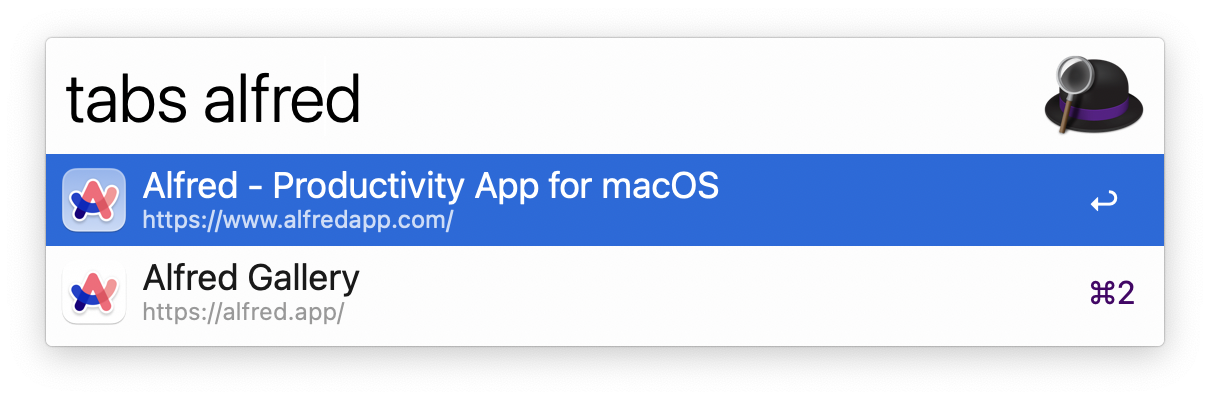 tabs alfred
Alfred - Productivity App for macOS
https://www.alfredapp.com/
↩
Alfred Gallery
https://alfred.app/
⌘2